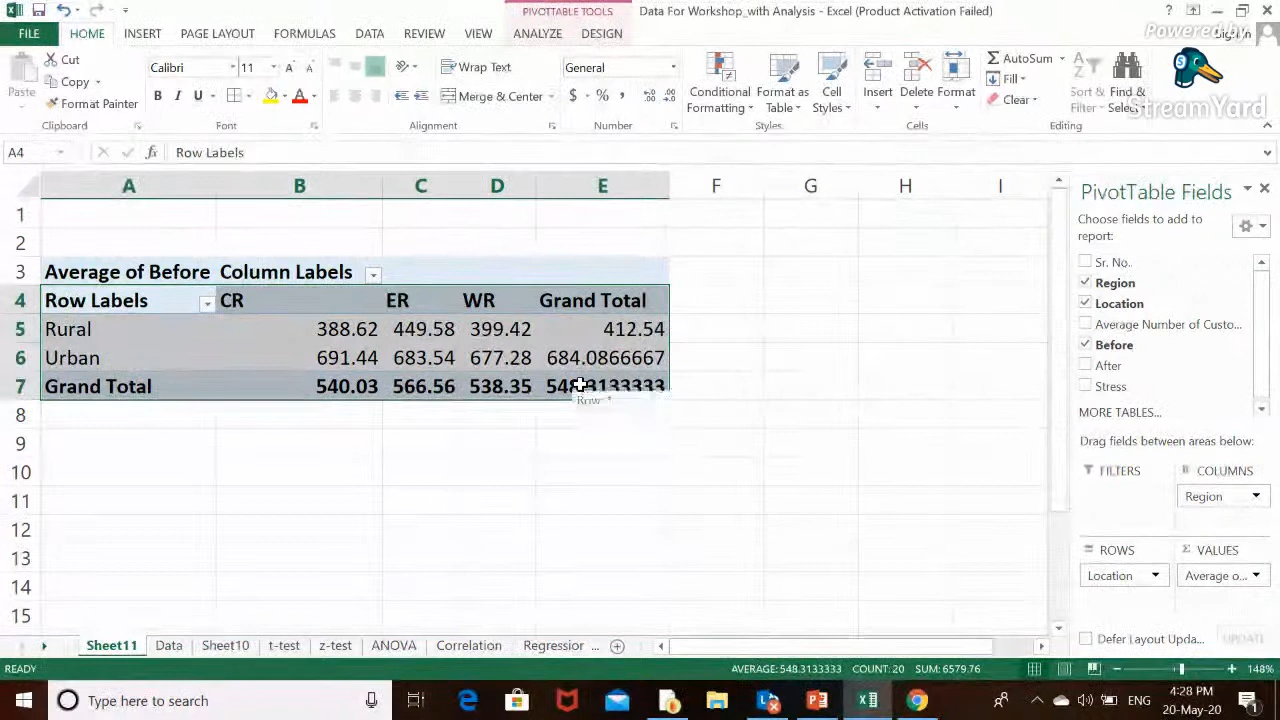 PIVOTTABLE TOOLS
Data For Workshop_with Analysis - Excel (Product Activation Failed)
FILE HOME INSERT PAGE LAYOUT FORMULAS DATA REVIEW VIEW ANALYZE DESIGN
Powered by
StreamYard
Cut
Copy
Format Painter
Paste
Clipboard
Calibri 11
B I U
Font
Wrap Text
Merge & Center
Alignment
General
$ % ,
Number
Conditional Formatting
Format as Table
Cell Styles
Styles
Insert Delete Format
Cells
AutoSum
Fill
Clear
Sort & Filter
Find & Select
Editing
A4 fx Row Labels
A B C D E F G H I
1
2
3 Average of Before Column Labels
4 Row Labels CR ER WR Grand Total
5 Rural 388.62 449.58 399.42 412.54
6 Urban 691.44 683.54 677.28 684.0866667
7 Grand Total 540.03 566.56 538.35 548.3133333
8
9
10
11
12
13
14
15
PivotTable Fields
Choose fields to add to
report:
Sr. No.
Region
Location
Average Number of Custo...
Before
After
Stress
MORE TABLES...
Drag fields between areas below:
FILTERS COLUMNS
Region
ROWS VALUES
Location Average o...
Defer Layout Upda... UPDATE
Sheet11 Data Sheet10 t-test z-test ANOVA Correlation Regression ...
READY AVERAGE: 548.3133333 COUNT: 20 SUM: 6579.76 148%
Type here to search
ENG
4:28 PM
20-May-20